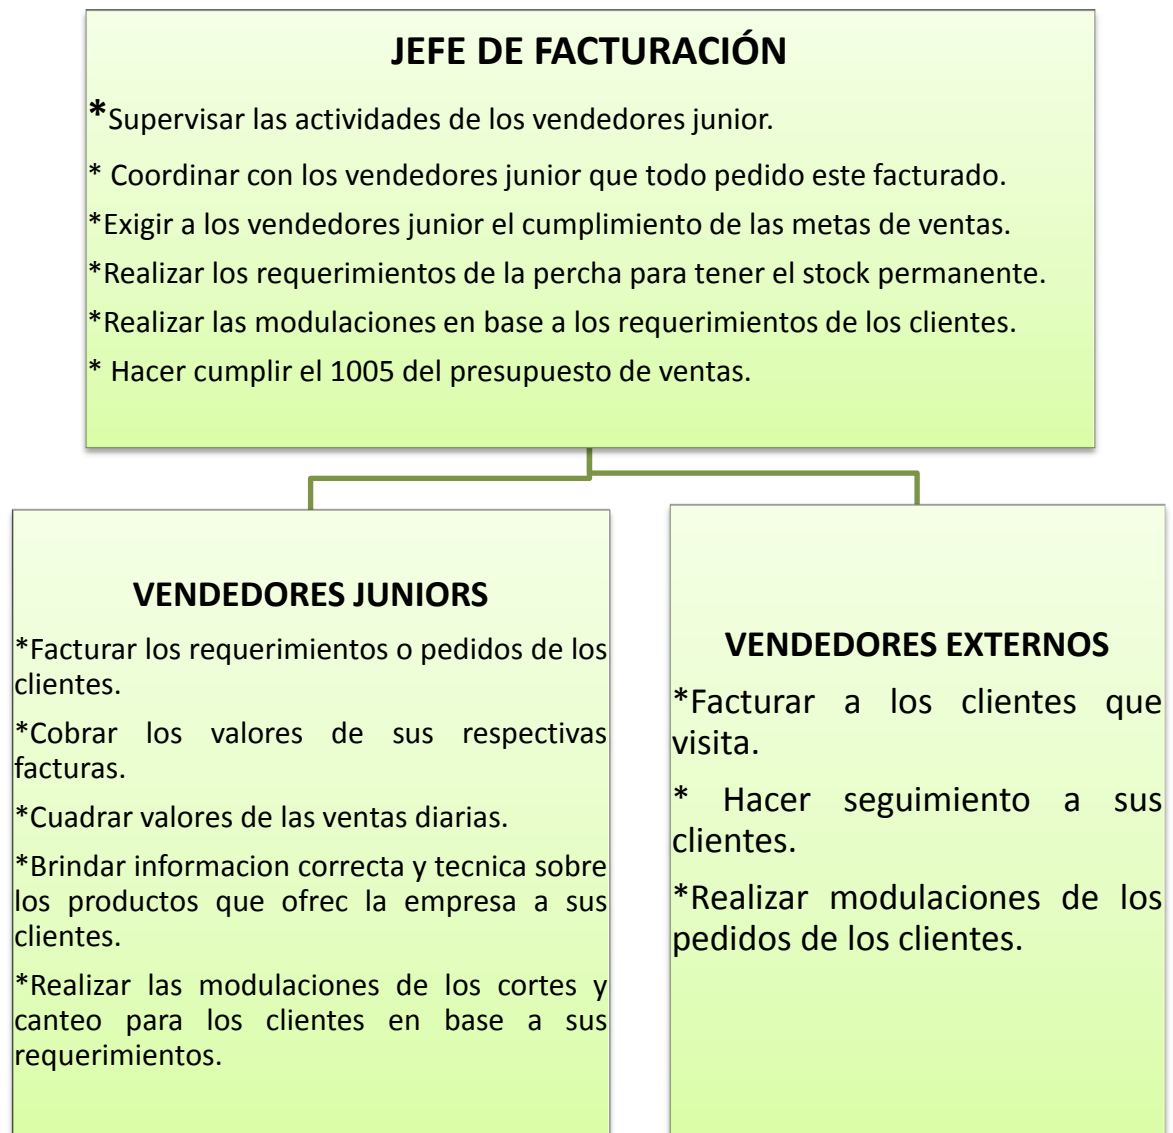 JEFE DE FACTURACIÓN
*Supervisar las actividades de los vendedores junior.
* Coordinar con los vendedores junior que todo pedido este facturado.
*Exigir a los vendedores junior el cumplimiento de las metas de ventas.
*Realizar los requerimientos de la percha para tener el stock permanente.
*Realizar las modulaciones en base a los requerimientos de los clientes.
* Hacer cumplir el 1005 del presupuesto de ventas.
VENDEDORES JUNIORS
*Facturar los requerimientos o pedidos de los
clientes.
*Cobrar los valores de sus respectivas
facturas.
*Cuadrar valores de las ventas diarias.
*Brindar informacion correcta y tecnica sobre
los productos que ofrec la empresa a sus
clientes.
*Realizar las modulaciones de los cortes y
canteo para los clientes en base a sus
requerimientos.
VENDEDORES EXTERNOS
*Facturar a los clientes que
visita.
* Hacer seguimiento a sus
clientes.
*Realizar modulaciones de los
pedidos de los clientes.